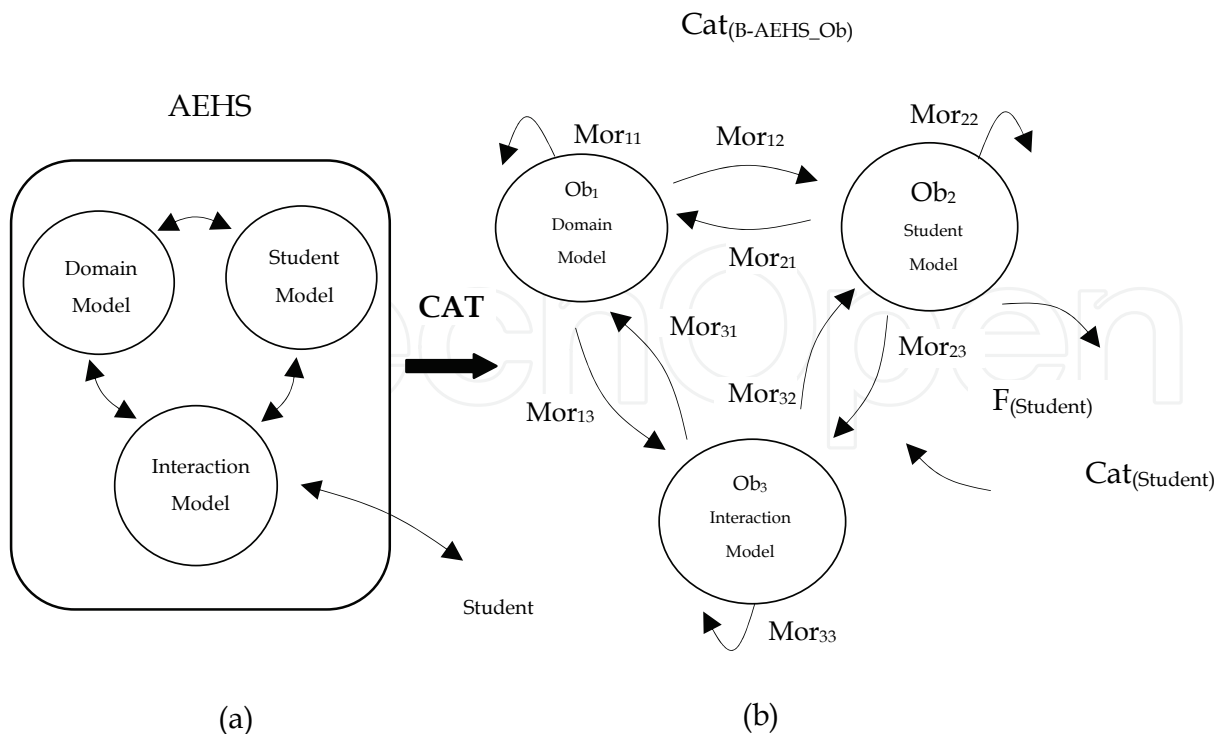 Cat(B-AEHS_Ob)
AEHS
Domain
Model
Student
Model
Interaction
Model
Student
CAT
Mor11
Mor12
Mor22
Ob1
Domain
Model
Ob2
Student
Model
Mor21
Mor31
Mor23
Mor13
Mor32
F(Student)
Cat(Student)
Ob3
Interaction
Model
Mor33
(a)
(b)